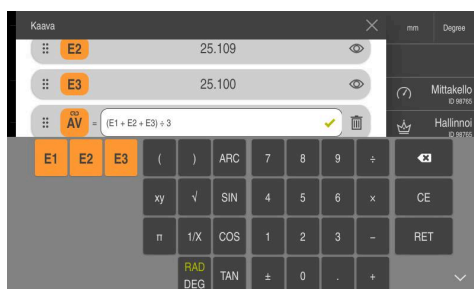 Kaava
mm Degree
E2 25.109
E3 25.100
Mittakello
ID 98765
∞
AV = (E1 + E2 + E3) ÷ 3
Hallinnoi
ID 98765
E1 E2 E3 ( ) ARC 7 8 9 ÷
xy √ SIN 4 5 6 × CE
π 1/X COS 1 2 3 − RET
RAD
DEG TAN ± 0 . +